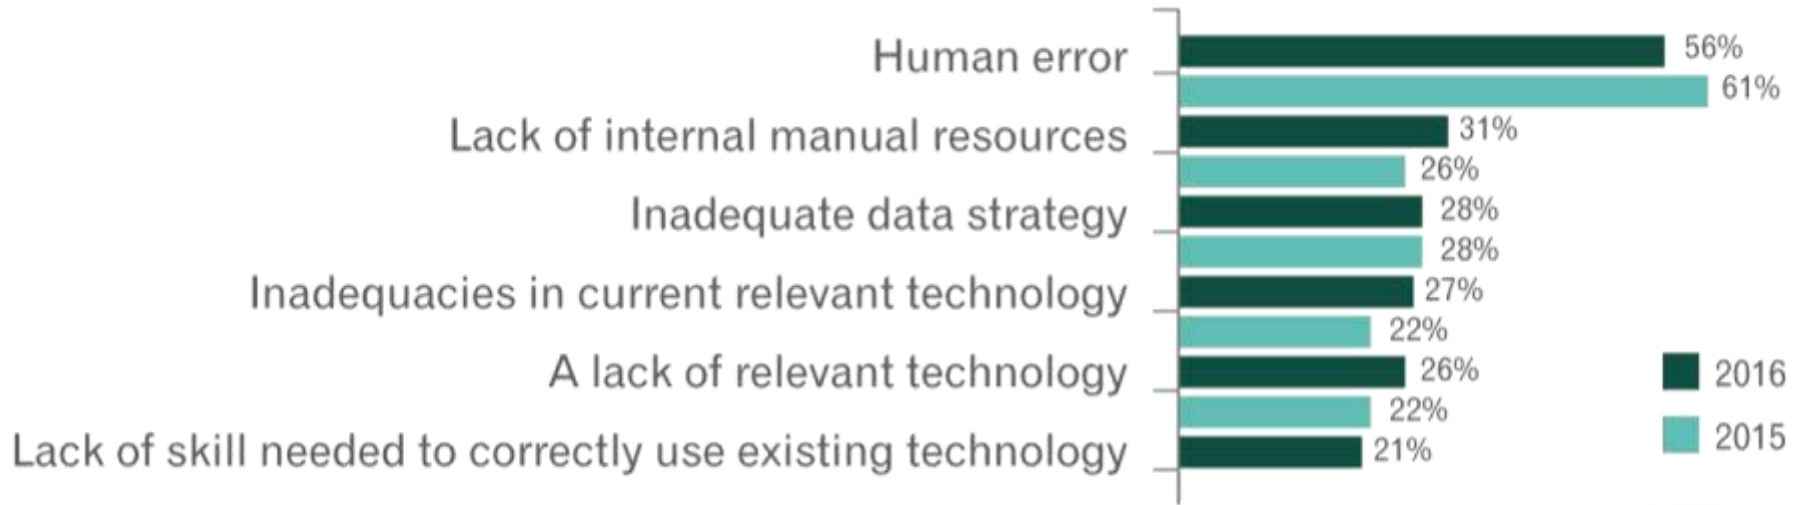 Human error 56%
61%
Lack of internal manual resources 31%
26%
Inadequate data strategy 28%
28%
Inadequacies in current relevant technology 27%
22%
A lack of relevant technology 26%
22%
Lack of skill needed to correctly use existing technology 21%
2016
2015